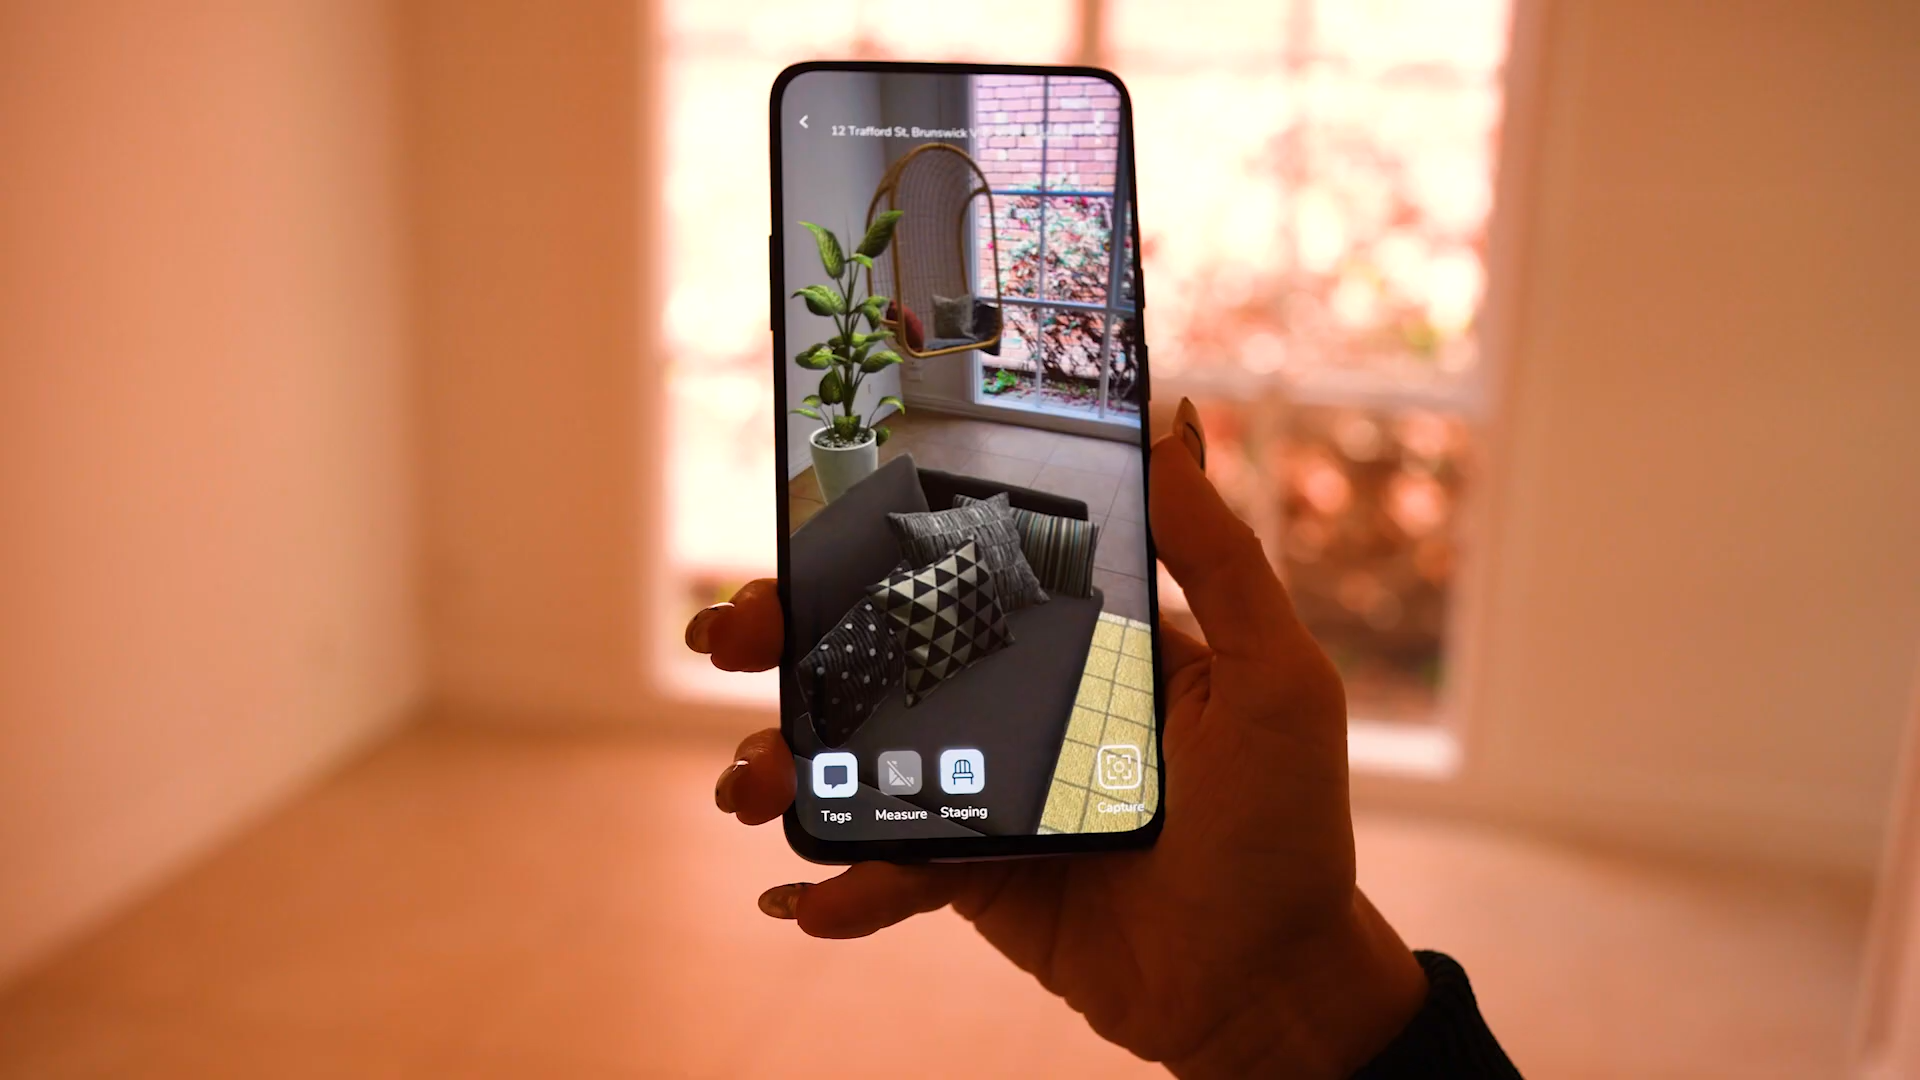 12 Trafford St, Brunswick
Tags
Measure
Staging
Capture